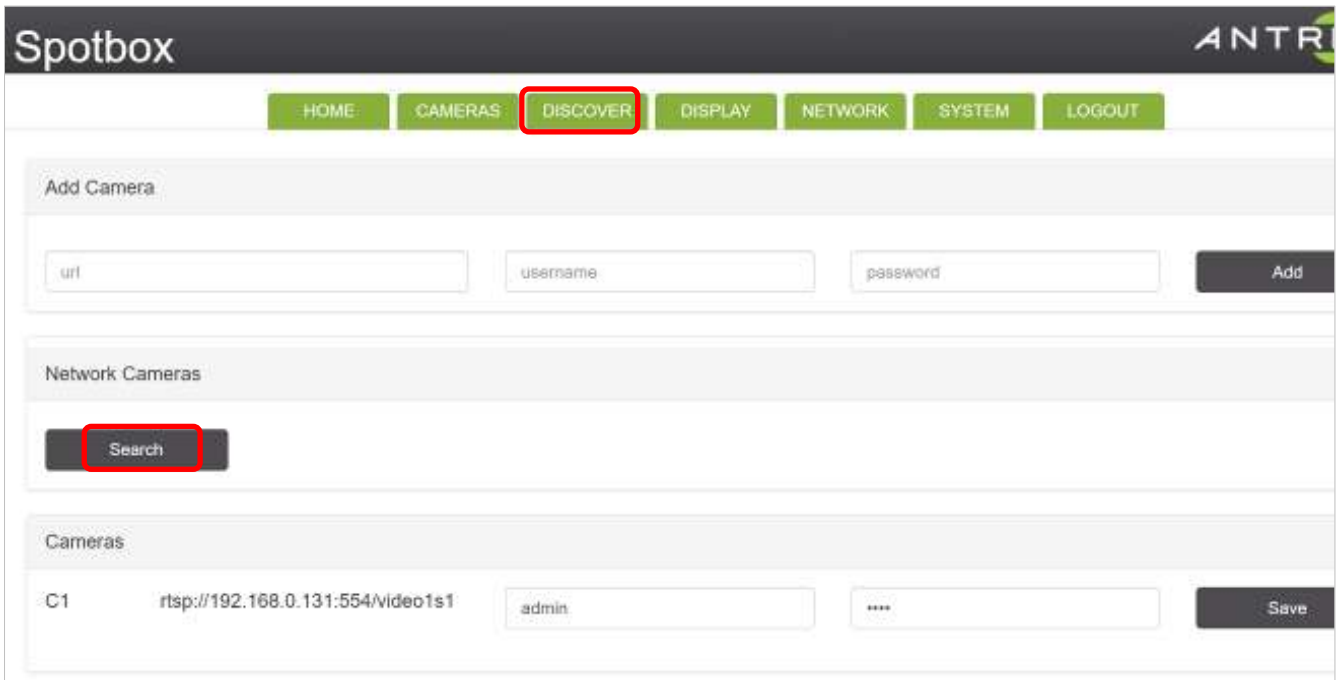 Spotbox
ANTR
HOME CAMERAS DISCOVER DISPLAY NETWORK SYSTEM LOGOUT
Add Camera
url username password Add
Network Cameras
Search
Cameras
C1 rtsp://192.168.0.131:554/video1s1 admin •••• Save